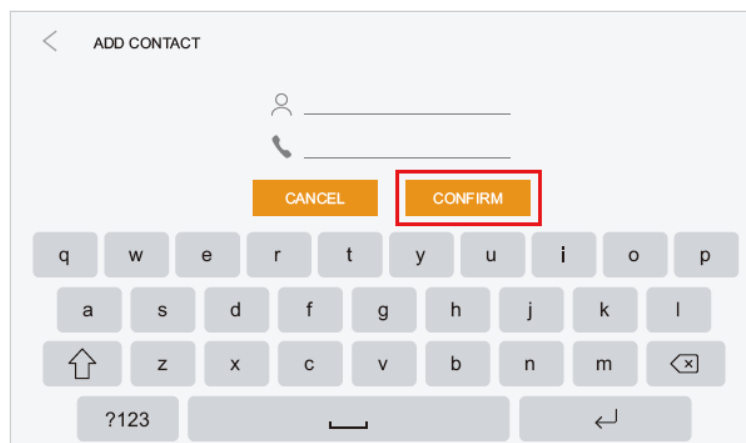 ADD CONTACT
CANCEL CONFIRM
q w e r t y u i o p
a s d f g h j k l
z x c v b n m
?123